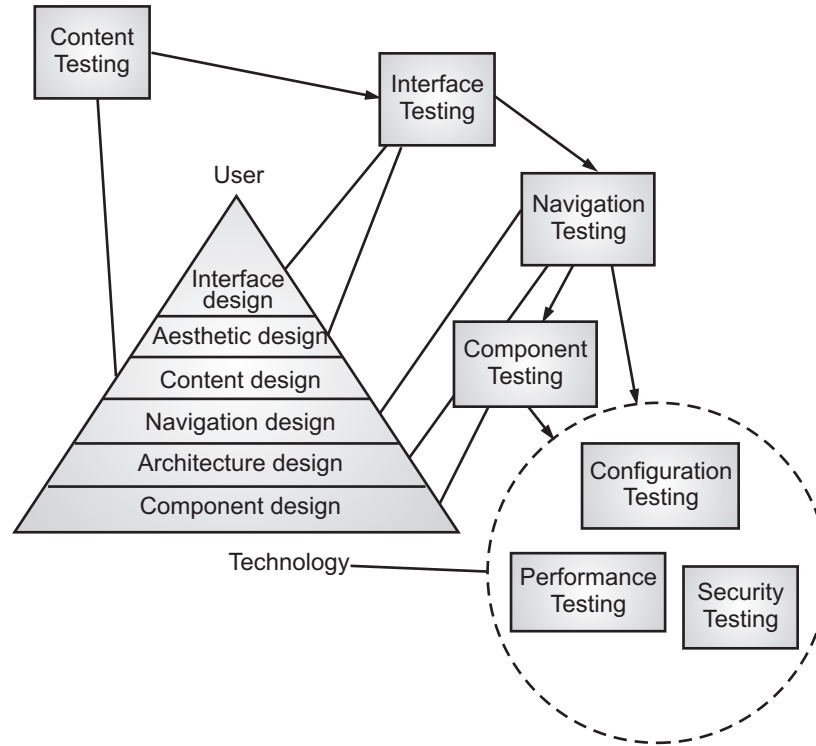 Content
Testing
Interface
Testing
User
Navigation
Testing
Interface
design
Aesthetic design
Component
Testing
Content design
Navigation design
Architecture design
Component design
Configuration
Testing
Technology
Performance
Testing
Security
Testing